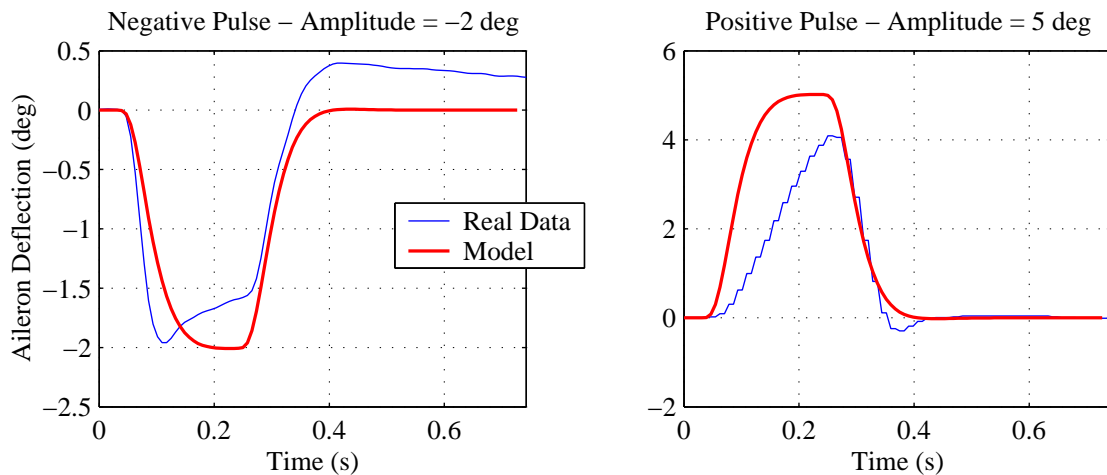 Negative Pulse – Amplitude = −2 deg
Positive Pulse – Amplitude = 5 deg
Aileron Deflection (deg)
0.5
0
−0.5
−1
−1.5
−2
−2.5
0
0.2
0.4
0.6
Time (s)
Real Data
Model
6
4
2
0
−2
0
0.2
0.4
0.6
Time (s)